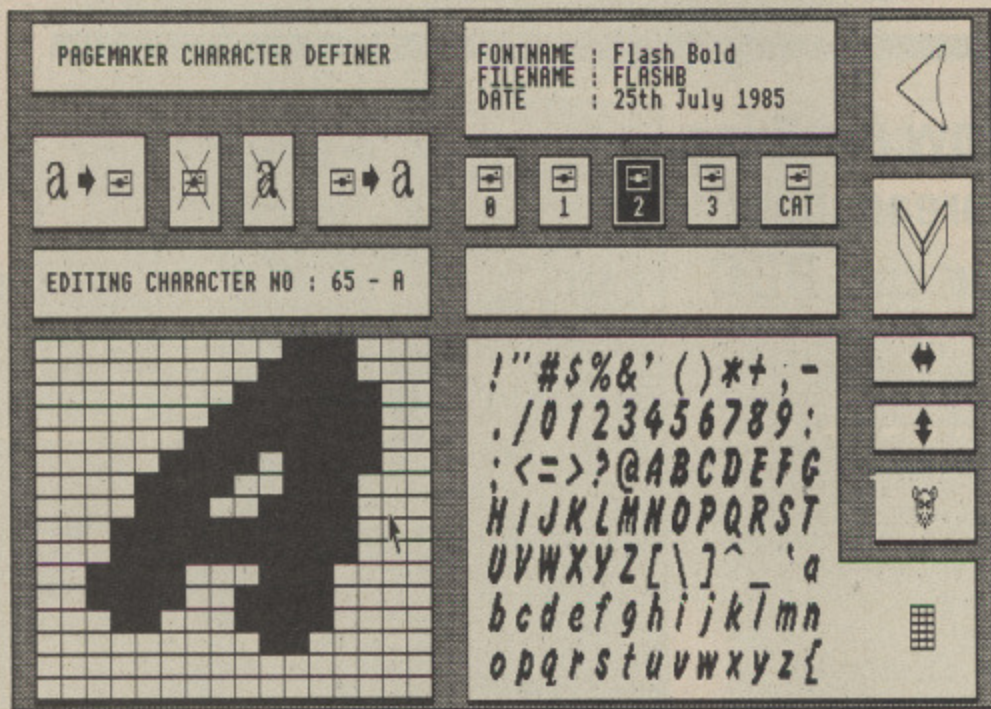 PAGEMAKER CHARACTER DEFINER
FONTNAME : Flash Bold
FILENAME : FLASHB
DATE : 25th July 1985
a a a
0 1 2 3 CAT
EDITING CHARACTER NO : 65 - A
!"#$%&'()*+,-
./0123456789:
;<=>?@ABCDEFG
HIJKLMNOPQRST
UVWXYZ[\]^_`a
bcdefghijklmn
opqrstuvwxyz{